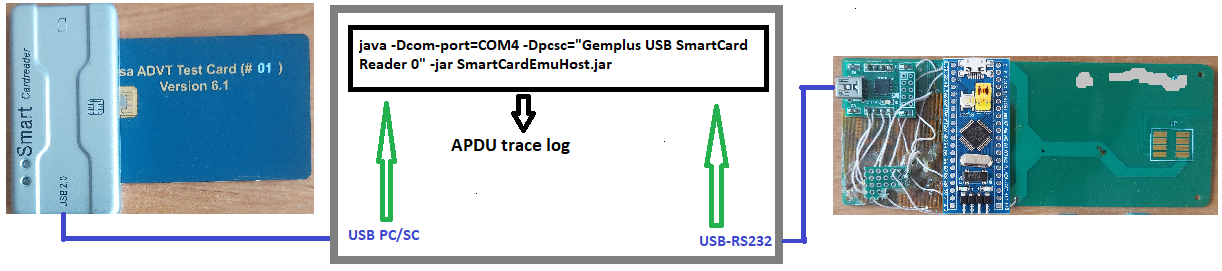 Smart Cardreader
USB 2.0
sa ADVT Test Card (# 01 )
Version 6.1
java -Dcom-port=COM4 -Dpcsc="Gemplus USB SmartCard
Reader 0" -jar SmartCardEmuHost.jar
APDU trace log
USB PC/SC
USB-RS232